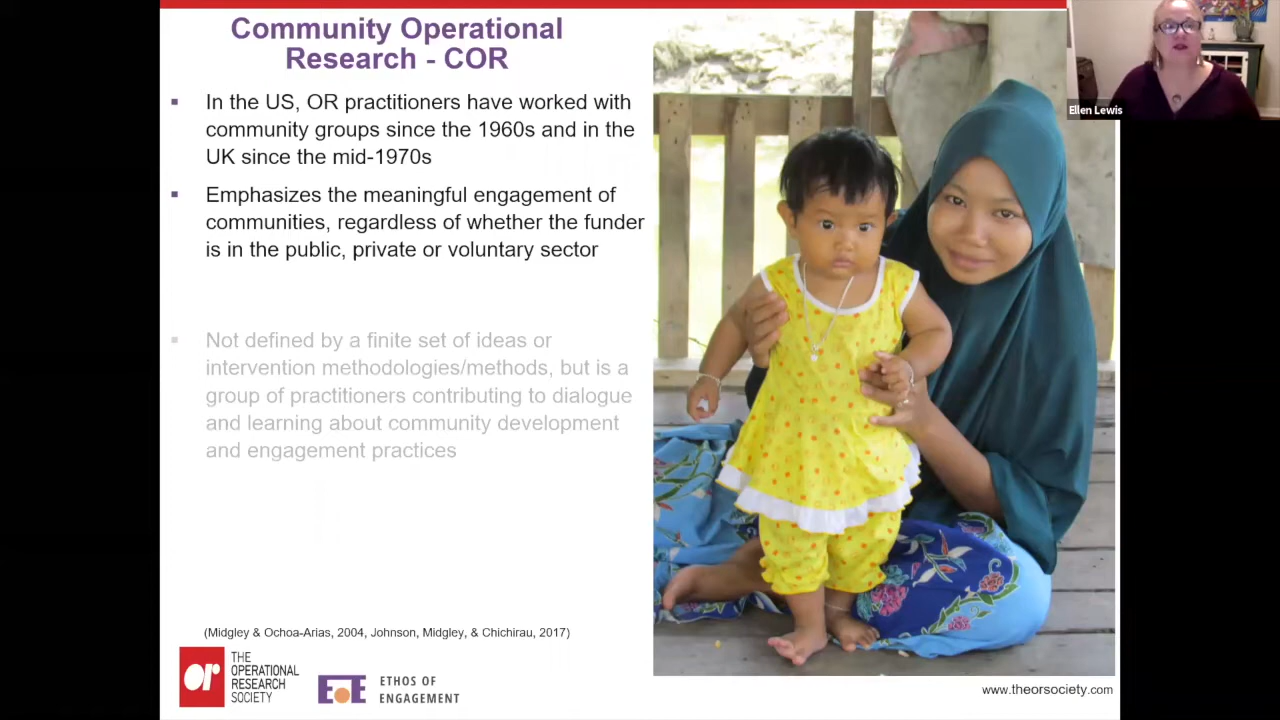 Community Operational
Research - COR
In the US, OR practitioners have worked with
community groups since the 1960s and in the
UK since the mid-1970s
Emphasizes the meaningful engagement of
communities, regardless of whether the funder
is in the public, private or voluntary sector
Not defined by a finite set of ideas or
intervention methodologies/methods, but is a
group of practitioners contributing to dialogue
and learning about community development
and engagement practices
(Midgley & Ochoa-Arias, 2004, Johnson, Midgley, & Chichirau, 2017)
or
THE
OPERATIONAL
RESEARCH
SOCIETY
EOE
ETHOS OF
ENGAGEMENT
www.theorsociety.com
Ellen Lewis